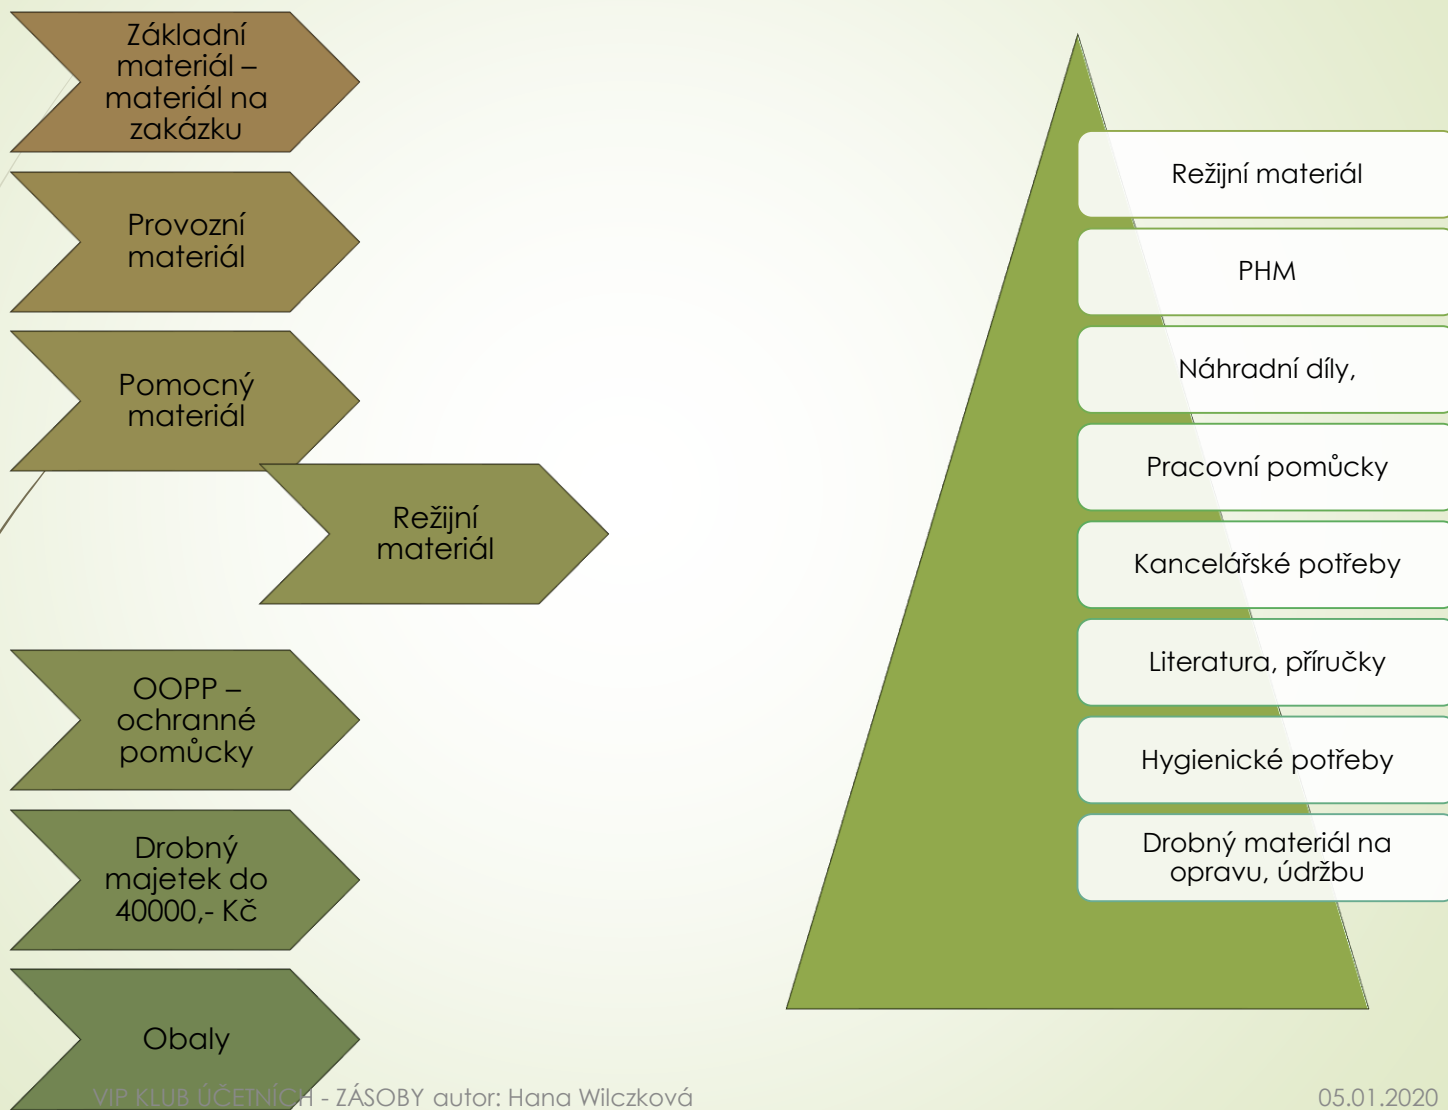 Základní
materiál –
materiál na
zakázku
Provozní
materiál
Pomocný
materiál
Režijní
materiál
OOPP –
ochranné
pomůcky
Drobný
majetek do
40000,- Kč
Obaly
Režijní materiál
PHM
Náhradní díly,
Pracovní pomůcky
Kancelářské potřeby
Literatura, příručky
Hygienické potřeby
Drobný materiál na
opravu, údržbu
VIP KLUB ÚČETNÍCH - ZÁSOBY autor: Hana Wilczková
05.01.2020